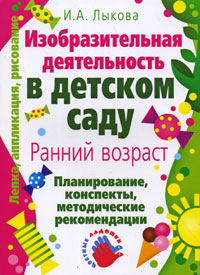 И.А. Лыкова
Изобразительная
деятельность
в детском
саду
Ранний возраст
Планирование,
конспекты,
методические
рекомендации
Лепка, аппликация, рисование
Цветные ладошки